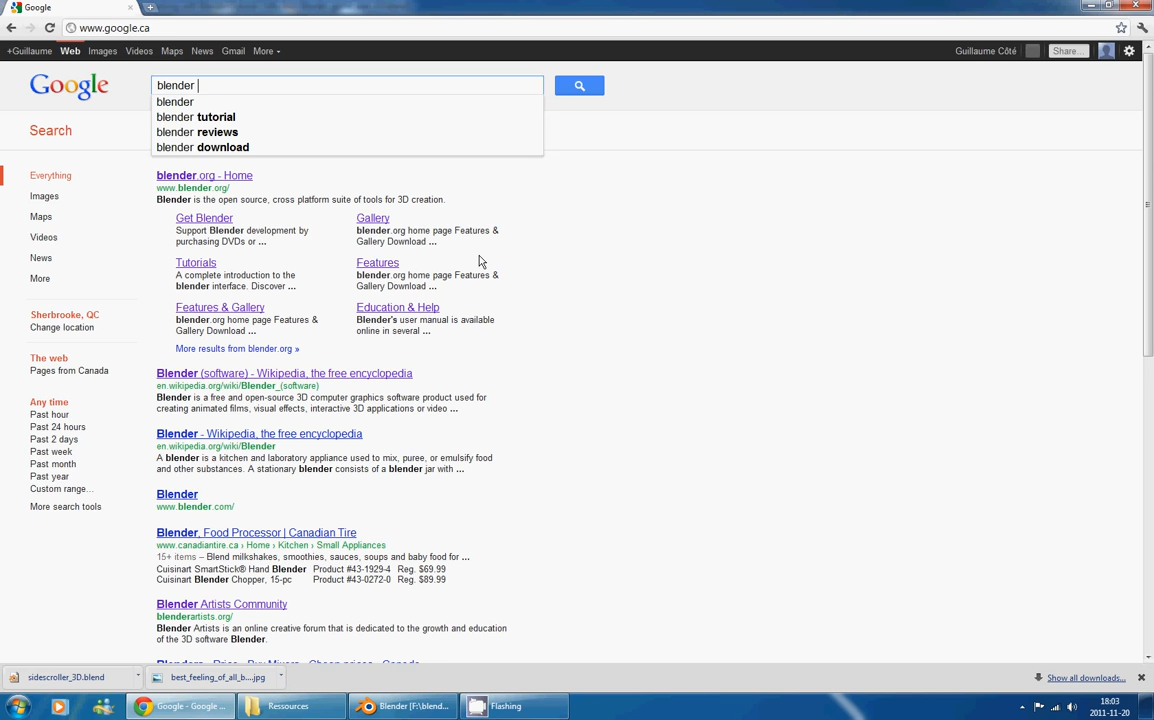 Google
www.google.ca
+Guillaume Web Images Videos Maps News Gmail More
Guillaume Côté Share...
Google
blender
blender
blender tutorial
blender reviews
blender download
Search
Everything
Images
Maps
Videos
News
More
Sherbrooke, QC
Change location
The web
Pages from Canada
Any time
Past hour
Past 24 hours
Past 2 days
Past week
Past month
Past year
Custom range...
More search tools
blender.org - Home
www.blender.org/
Blender is the open source, cross platform suite of tools for 3D creation.
Get Blender
Support Blender development by
purchasing DVDs or ...
Gallery
blender.org home page Features &
Gallery Download ...
Tutorials
A complete introduction to the
blender interface. Discover ...
Features
blender.org home page Features &
Gallery Download ...
Features & Gallery
blender.org home page Features &
Gallery Download ...
Education & Help
Blender's user manual is available
online in several ...
More results from blender.org »
Blender (software) - Wikipedia, the free encyclopedia
en.wikipedia.org/wiki/Blender_(software)
Blender is a free and open-source 3D computer graphics software product used for
creating animated films, visual effects, interactive 3D applications or video ...
Blender - Wikipedia, the free encyclopedia
en.wikipedia.org/wiki/Blender
A blender is a kitchen and laboratory appliance used to mix, puree, or emulsify food
and other substances. A stationary blender consists of a blender jar with ...
Blender
www.blender.com/
Blender, Food Processor | Canadian Tire
www.canadiantire.ca › Home › Kitchen › Small Appliances
15+ items – Blend milkshakes, smoothies, sauces, soups and baby food for ...
Cuisinart SmartStick® Hand Blender Product #43-1929-4 Reg. $69.99
Cuisinart Blender Chopper, 15-pc Product #43-0272-0 Reg. $89.99
Blender Artists Community
blenderartists.org/
Blender Artists is an online creative forum that is dedicated to the growth and education
of the 3D software Blender.
sidescroller_3D.blend
best_feeling_of_all_b....jpg
Show all downloads...
Google - Google ...
Ressources
Blender [F:\blend...
Flashing
18:03
2011-11-20